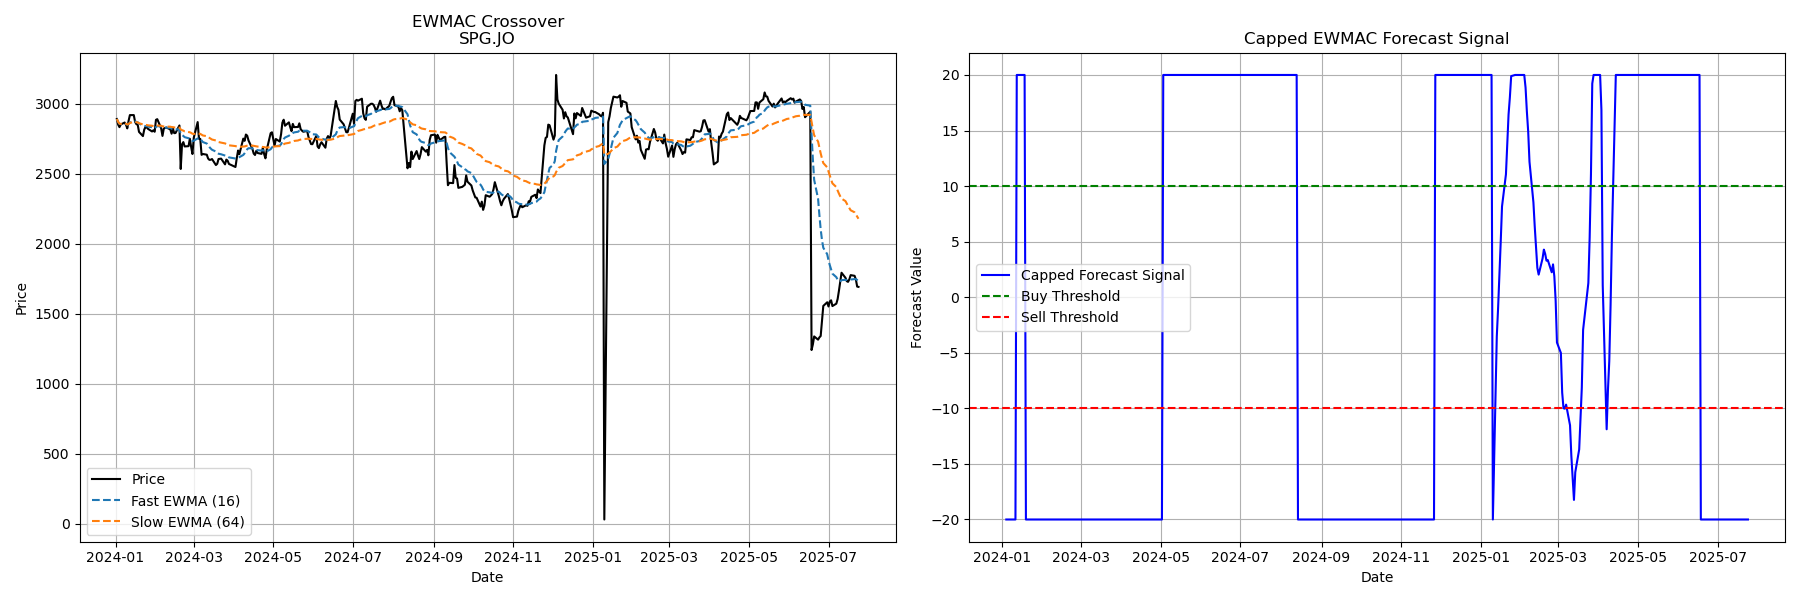 EWMAC Crossover
SPG.JO
Price
3000
2500
2000
1500
1000
500
0
Price
Fast EWMA (16)
Slow EWMA (64)
2024-01 2024-03 2024-05 2024-07 2024-09 2024-11 2025-01 2025-03 2025-05 2025-07
Date
Capped EWMAC Forecast Signal
Forecast Value
20
15
10
5
0
−5
−10
−15
−20
Capped Forecast Signal
Buy Threshold
Sell Threshold
2024-01 2024-03 2024-05 2024-07 2024-09 2024-11 2025-01 2025-03 2025-05 2025-07
Date